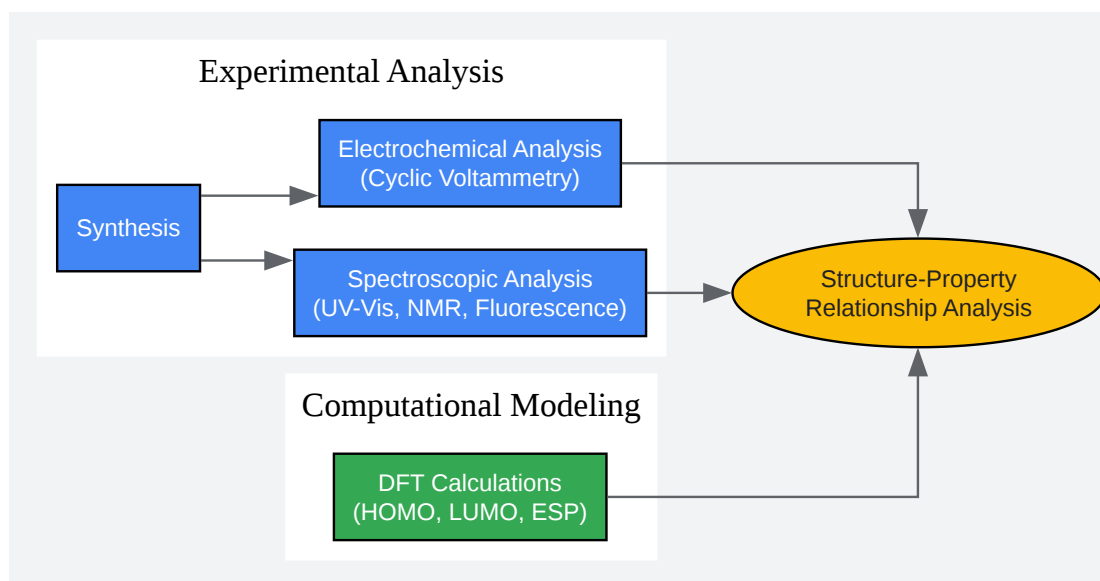 Experimental Analysis
Electrochemical Analysis
(Cyclic Voltammetry)
Synthesis
Spectroscopic Analysis
(UV-Vis, NMR, Fluorescence)
Structure-Property
Relationship Analysis
Computational Modeling
DFT Calculations
(HOMO, LUMO, ESP)